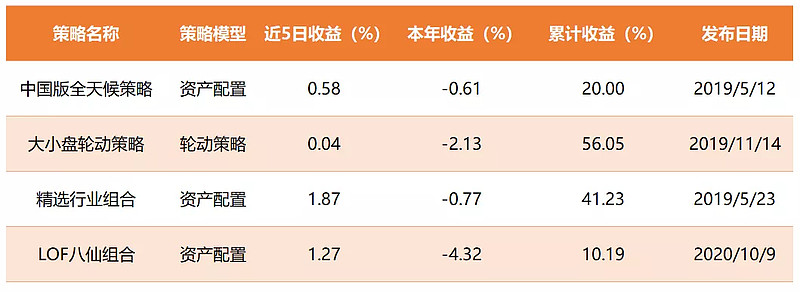 策略名称 策略模型 近5日收益（%） 本年收益（%） 累计收益（%） 发布日期
中国版全天候策略 资产配置 0.58 -0.61 20.00 2019/5/12
大小盘轮动策略 轮动策略 0.04 -2.13 56.05 2019/11/14
精选行业组合 资产配置 1.87 -0.77 41.23 2019/5/23
LOF八仙组合 资产配置 1.27 -4.32 10.19 2020/10/9